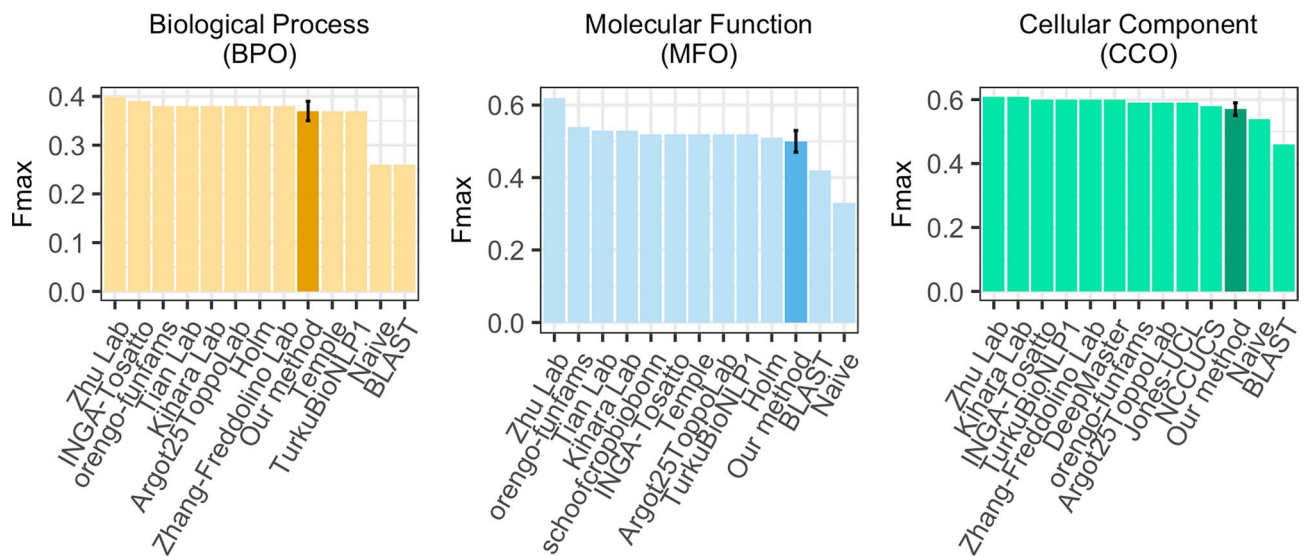 Biological Process
(BPO)
Fmax
0.4
0.3
0.2
0.1
0.0
Zhu Lab
INGA-Tosatto
orengo-funfams
Tian Lab
Kihara Lab
Argot25ToppoLab
Holm
Zhang-Freddolino Lab
Our method
Temple
TurkuBioNLP1
Naive
BLAST
Molecular Function
(MFO)
Fmax
0.6
0.4
0.2
0.0
Zhu Lab
orengo-funfams
Tian Lab
Kihara Lab
schoofcropbiobonn
INGA-Tosatto
Temple
Argot25ToppoLab
TurkuBioNLP1
Holm
Our method
BLAST
Naive
Cellular Component
(CCO)
Fmax
0.6
0.4
0.2
0.0
Zhu Lab
Kihara Lab
INGA-Tosatto
TurkuBioNLP1
Zhang-Freddolino Lab
DeepMaster
orengo-funfams
Argot25ToppoLab
Jones-UCL
NCCUCS
Our method
Naive
BLAST